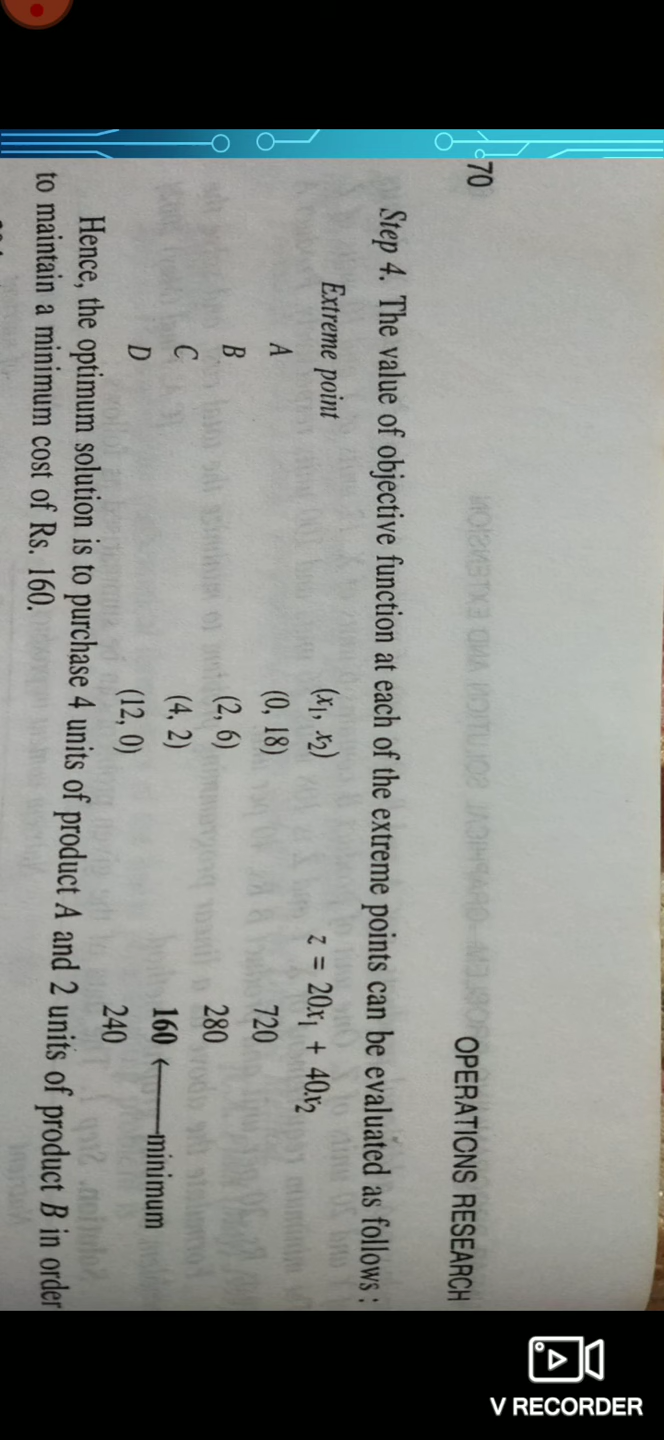 70
OPERATIONS RESEARCH
Step 4. The value of objective function at each of the extreme points can be evaluated as follows :
Extreme point (x₁, x₂) z = 20x₁ + 40x₂
A (0, 18) 720
B (2, 6) 280
C (4, 2) 160 ← minimum
D (12, 0) 240
Hence, the optimum solution is to purchase 4 units of product A and 2 units of product B in order
to maintain a minimum cost of Rs. 160.
V RECORDER